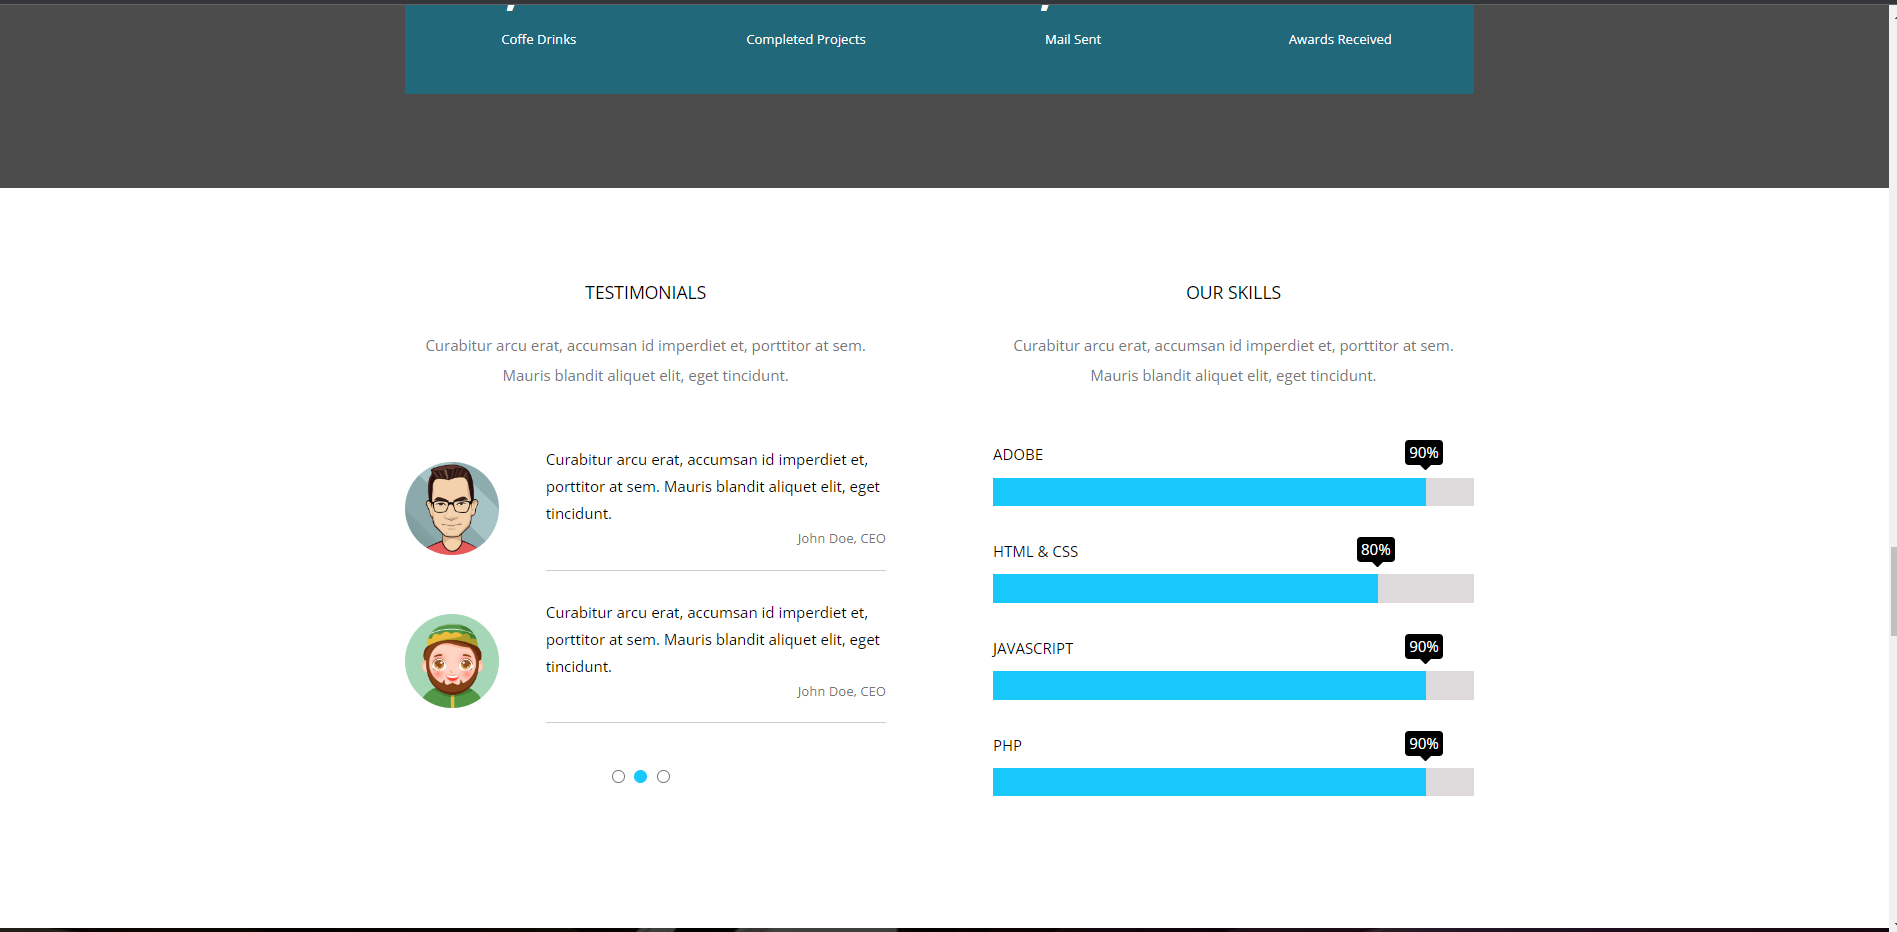 Coffe Drinks
Completed Projects
Mail Sent
Awards Received
TESTIMONIALS
Curabitur arcu erat, accumsan id imperdiet et, porttitor at sem.
Mauris blandit aliquet elit, eget tincidunt.
Curabitur arcu erat, accumsan id imperdiet et,
porttitor at sem. Mauris blandit aliquet elit, eget
tincidunt.
John Doe, CEO
Curabitur arcu erat, accumsan id imperdiet et,
porttitor at sem. Mauris blandit aliquet elit, eget
tincidunt.
John Doe, CEO
OUR SKILLS
Curabitur arcu erat, accumsan id imperdiet et, porttitor at sem.
Mauris blandit aliquet elit, eget tincidunt.
ADOBE
90%
HTML & CSS
80%
JAVASCRIPT
90%
PHP
90%